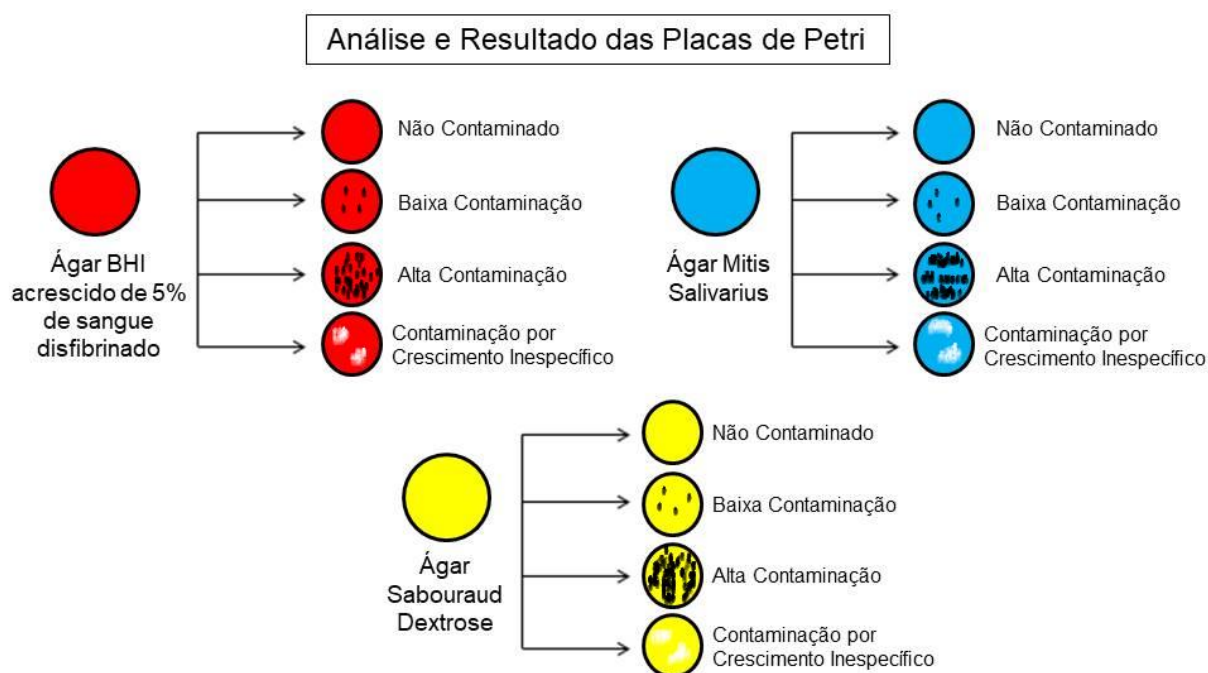 Análise e Resultado das Placas de Petri
Ágar BHI
acrescido de 5%
de sangue
disfibrinado
Não Contaminado
Baixa Contaminação
Alta Contaminação
Contaminação por
Crescimento Inespecífico
Ágar Mitis
Salivarius
Não Contaminado
Baixa Contaminação
Alta Contaminação
Contaminação por
Crescimento Inespecífico
Ágar
Sabouraud
Dextrose
Não Contaminado
Baixa Contaminação
Alta Contaminação
Contaminação por
Crescimento Inespecífico